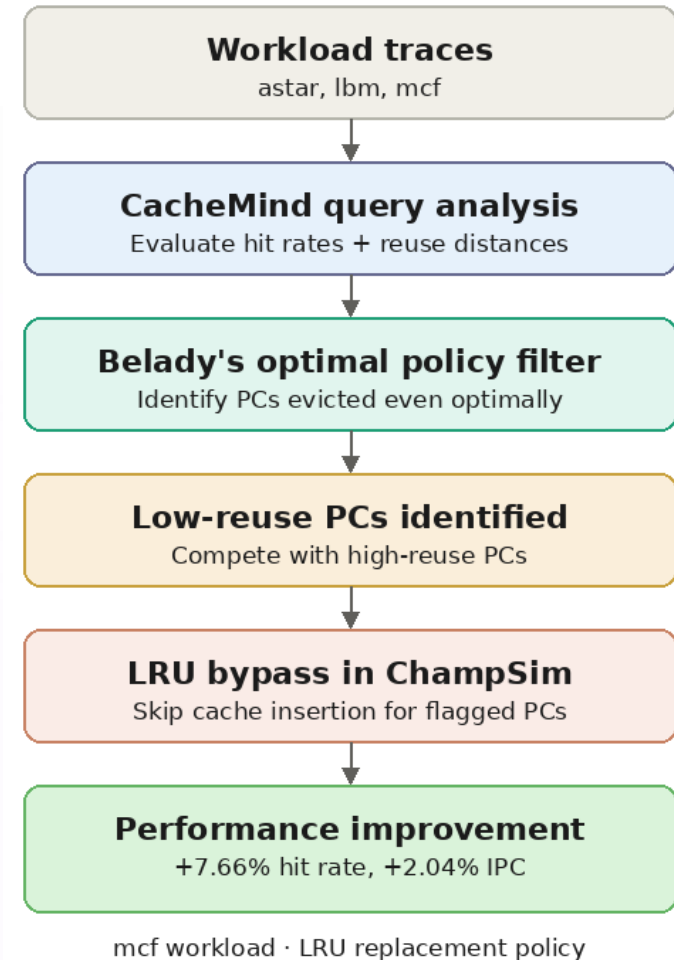 Workload traces
astar, lbm, mcf
CacheMind query analysis
Evaluate hit rates + reuse distances
Belady's optimal policy filter
Identify PCs evicted even optimally
Low-reuse PCs identified
Compete with high-reuse PCs
LRU bypass in ChampSim
Skip cache insertion for flagged PCs
Performance improvement
+7.66% hit rate, +2.04% IPC
mcf workload · LRU replacement policy